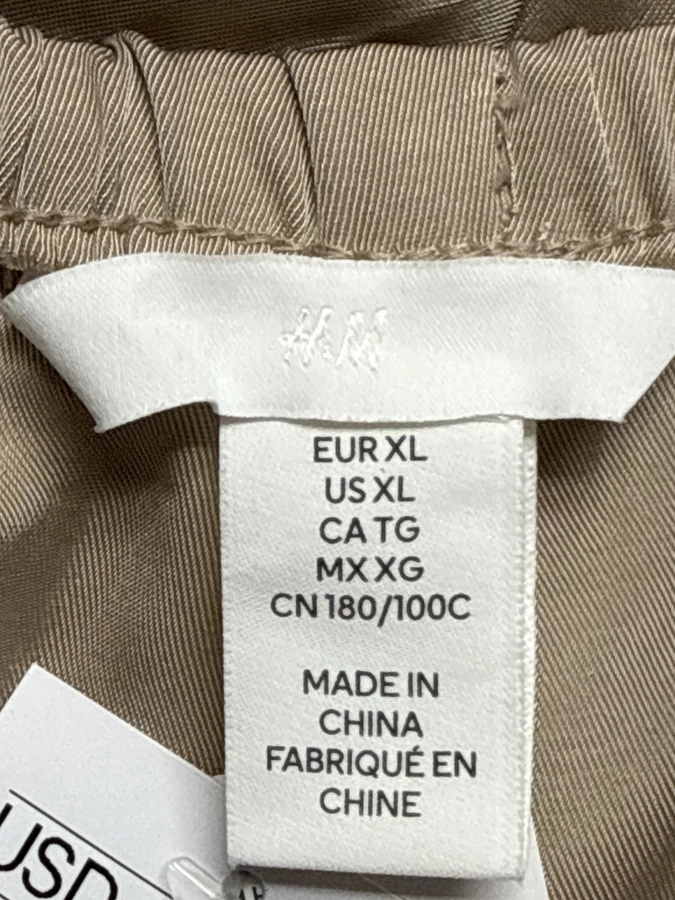 H&M
EUR XL
US XL
CA TG
MX XG
CN 180/100C
MADE IN
CHINA
FABRIQUÉ EN
CHINE
USD